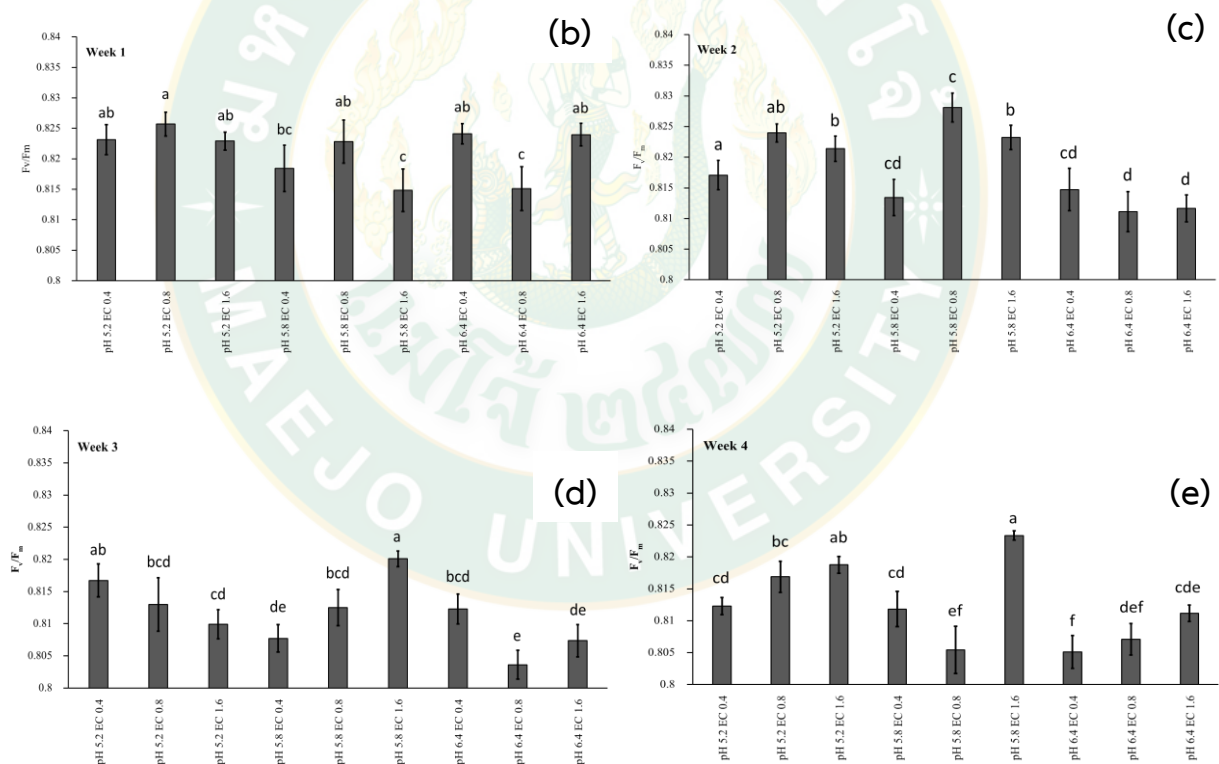 (b)
Week 1
Fv/Fm
0.84
0.835
0.83
0.825
0.82
0.815
0.81
0.805
0.8
ab
a
ab
bc
ab
c
ab
c
ab
pH 5.2 EC 0.4
pH 5.2 EC 0.8
pH 5.2 EC 1.6
pH 5.8 EC 0.4
pH 5.8 EC 0.8
pH 5.8 EC 1.6
pH 6.4 EC 0.4
pH 6.4 EC 0.8
pH 6.4 EC 1.6
(c)
Week 2
Fv/Fm
0.84
0.835
0.83
0.825
0.82
0.815
0.81
0.805
0.8
a
ab
b
cd
c
b
cd
d
d
pH 5.2 EC 0.4
pH 5.2 EC 0.8
pH 5.2 EC 1.6
pH 5.8 EC 0.4
pH 5.8 EC 0.8
pH 5.8 EC 1.6
pH 6.4 EC 0.4
pH 6.4 EC 0.8
pH 6.4 EC 1.6
แม่โจ้ ๒๔๗๗
MAEJO UNIVERSITY
(d)
Week 3
Fv/Fm
0.84
0.835
0.83
0.825
0.82
0.815
0.81
0.805
0.8
ab
bcd
cd
de
bcd
a
bcd
e
de
pH 5.2 EC 0.4
pH 5.2 EC 0.8
pH 5.2 EC 1.6
pH 5.8 EC 0.4
pH 5.8 EC 0.8
pH 5.8 EC 1.6
pH 6.4 EC 0.4
pH 6.4 EC 0.8
pH 6.4 EC 1.6
(e)
Week 4
Fv/Fm
0.84
0.835
0.83
0.825
0.82
0.815
0.81
0.805
0.8
cd
bc
ab
cd
ef
a
f
def
cde
pH 5.2 EC 0.4
pH 5.2 EC 0.8
pH 5.2 EC 1.6
pH 5.8 EC 0.4
pH 5.8 EC 0.8
pH 5.8 EC 1.6
pH 6.4 EC 0.4
pH 6.4 EC 0.8
pH 6.4 EC 1.6